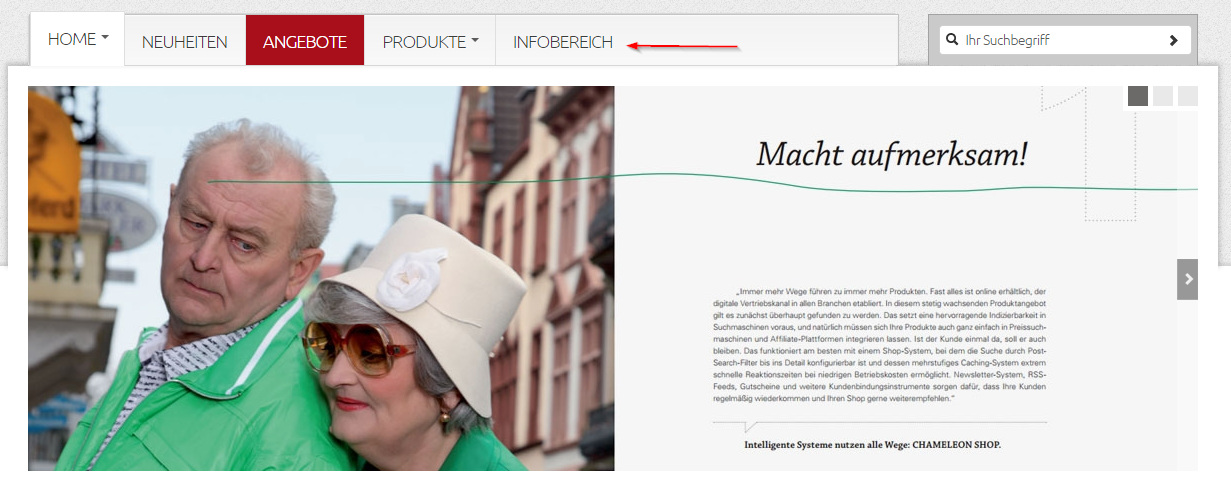 HOME
NEUHEITEN
ANGEBOTE
PRODUKTE
INFOBEREICH
Ihr Suchbegriff
Macht aufmerksam!
„Immer mehr Wege führen zu immer mehr Produkten. Fast alles ist online erhältlich, der
digitale Vertriebskanal in allen Branchen etabliert. In diesem stetig wachsenden Produktangebot
gilt es zunächst überhaupt gefunden zu werden. Das setzt eine hervorragende Indizierbarkeit in
Suchmaschinen voraus, und natürlich müssen sich Ihre Produkte auch ganz einfach in Preissuch-
maschinen und Affiliate-Plattformen integrieren lassen. Ist der Kunde einmal da, soll er auch
bleiben. Das funktioniert am besten mit einem Shop-System, bei dem die Suche durch Post-
Search-Filter bis ins Detail konfigurierbar ist und dessen mehrstufiges Caching-System extrem
schnelle Reaktionszeiten bei niedrigen Betriebskosten ermöglicht. Newsletter-System, RSS-
Feeds, Gutscheine und weitere Kundenbindungsinstrumente sorgen dafür, dass Ihre Kunden
regelmäßig wiederkommen und Ihren Shop gerne weiterempfehlen.“
Intelligente Systeme nutzen alle Wege: CHAMELEON SHOP.